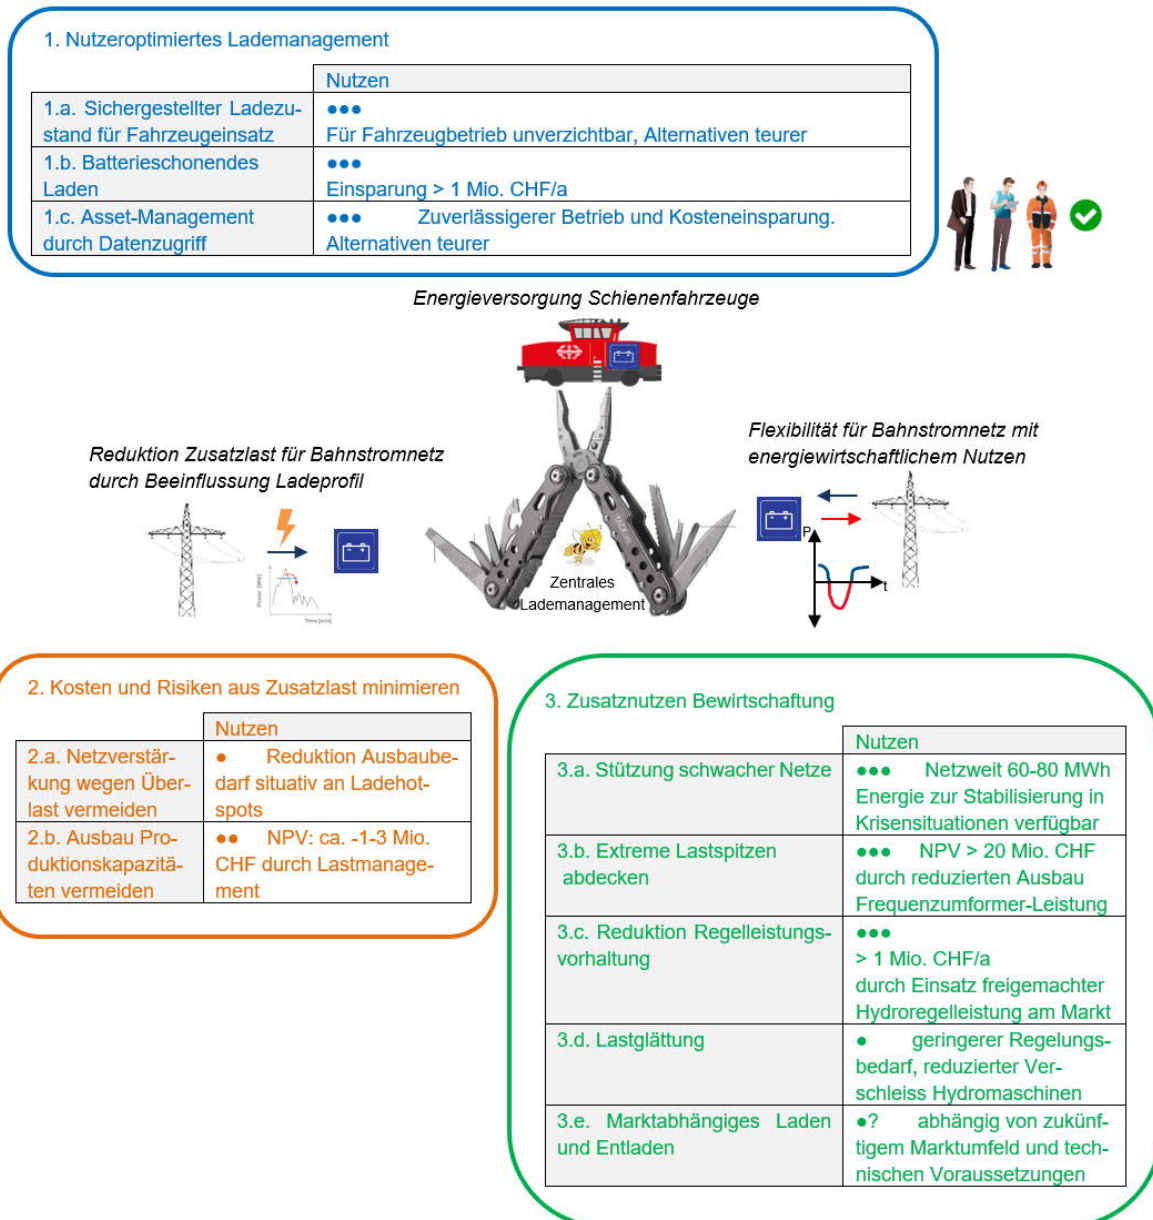 1. Nutzeroptimiertes Lademanagement
Nutzen
1.a. Sichergestellter Ladezu-
stand für Fahrzeugeinsatz
●●●
Für Fahrzeugbetrieb unverzichtbar, Alternativen teurer
1.b. Batterieschonendes
Laden
●●●
Einsparung > 1 Mio. CHF/a
1.c. Asset-Management
durch Datenzugriff
●●● Zuverlässigerer Betrieb und Kosteneinsparung.
Alternativen teurer
Energieversorgung Schienenfahrzeuge
Reduktion Zusatzlast für Bahnstromnetz
durch Beeinflussung Ladeprofil
Power [MW]
Time [min]
Zentrales
Lademanagement
Flexibilität für Bahnstromnetz mit
energiewirtschaftlichem Nutzen
P
t
2. Kosten und Risiken aus Zusatzlast minimieren
Nutzen
2.a. Netzverstär-
kung wegen Über-
last vermeiden
● Reduktion Ausbaube-
darf situativ an Ladehot-
spots
2.b. Ausbau Pro-
duktionskapazitä-
ten vermeiden
●● NPV: ca. -1-3 Mio.
CHF durch Lastmanage-
ment
3. Zusatznutzen Bewirtschaftung
Nutzen
3.a. Stützung schwacher Netze
●●● Netzweit 60-80 MWh
Energie zur Stabilisierung in
Krisensituationen verfügbar
3.b. Extreme Lastspitzen
abdecken
●●● NPV > 20 Mio. CHF
durch reduzierten Ausbau
Frequenzumformer-Leistung
3.c. Reduktion Regelleistungs-
vorhaltung
●●●
> 1 Mio. CHF/a
durch Einsatz freigemachter
Hydroregelleistung am Markt
3.d. Lastglättung
● geringerer Regelungs-
bedarf, reduzierter Ver-
schleiss Hydromaschinen
3.e. Marktabhängiges Laden
und Entladen
●? abhängig von zukünf-
tigem Marktumfeld und tech-
nischen Voraussetzungen